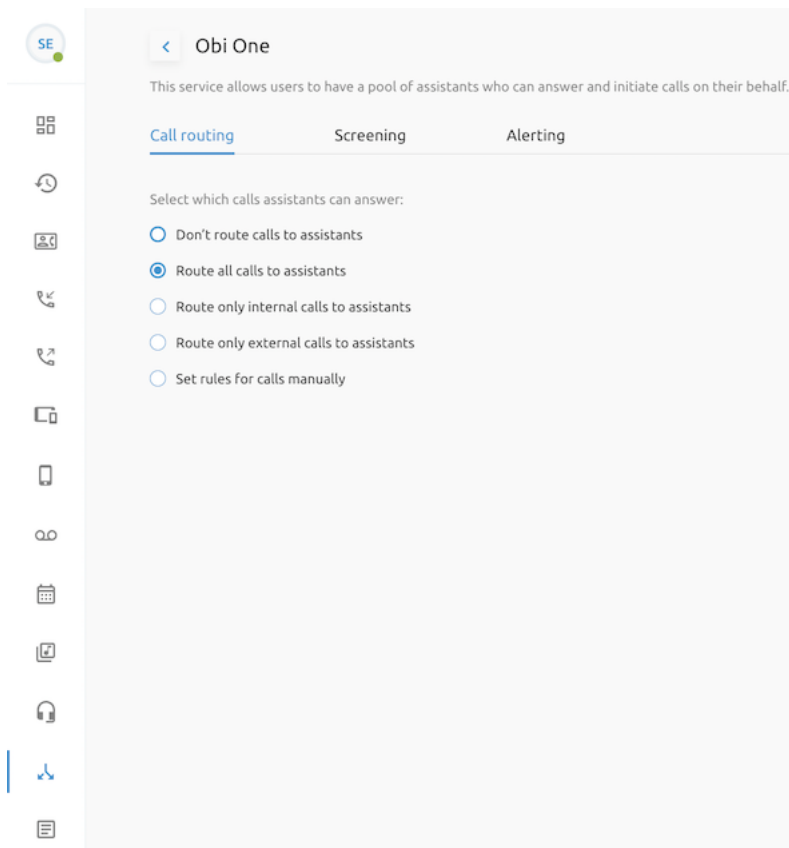 SE
Obi One
This service allows users to have a pool of assistants who can answer and initiate calls on their behalf.
Call routing Screening Alerting
Select which calls assistants can answer:
Don't route calls to assistants
Route all calls to assistants
Route only internal calls to assistants
Route only external calls to assistants
Set rules for calls manually